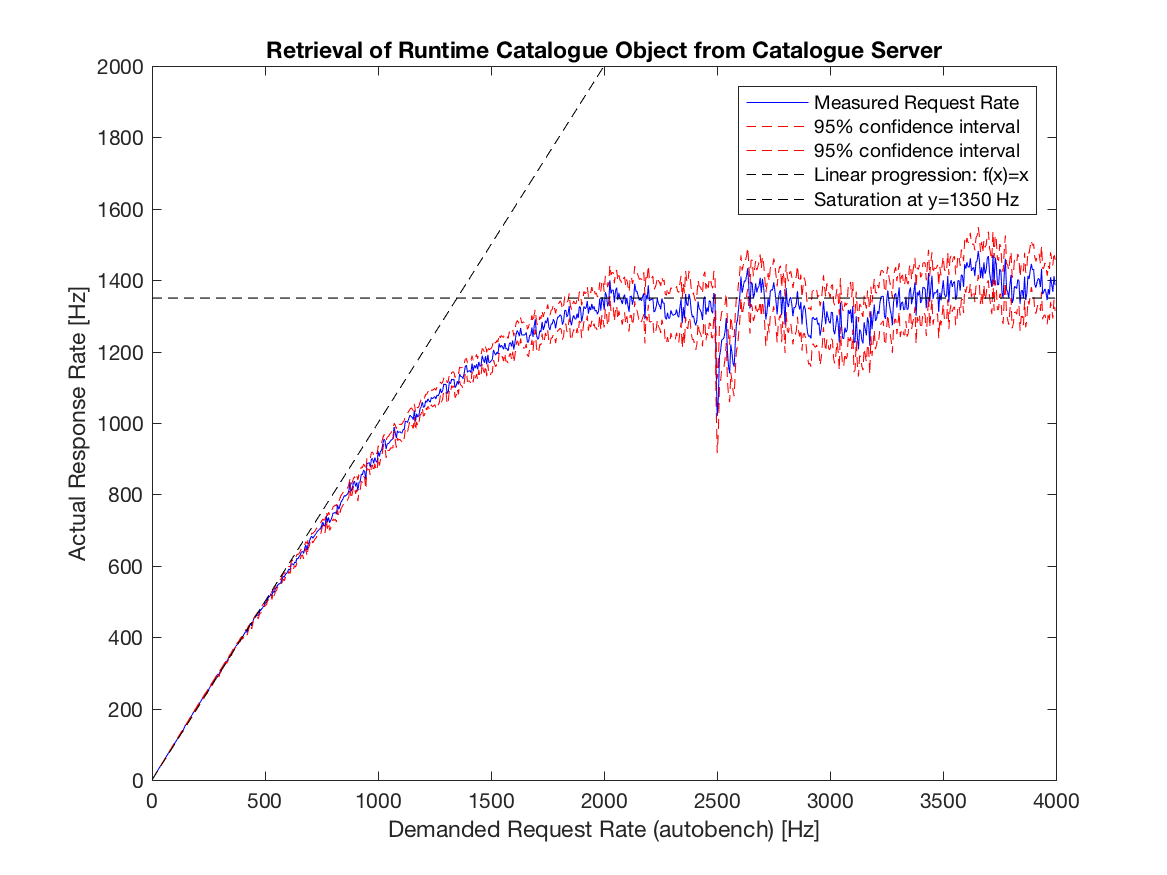 Retrieval of Runtime Catalogue Object from Catalogue Server
2000
1800
1600
1400
1200
1000
800
600
400
200
0
Actual Response Rate [Hz]
Measured Request Rate
95% confidence interval
95% confidence interval
Linear progression: f(x)=x
Saturation at y=1350 Hz
0 500 1000 1500 2000 2500 3000 3500 4000
Demanded Request Rate (autobench) [Hz]